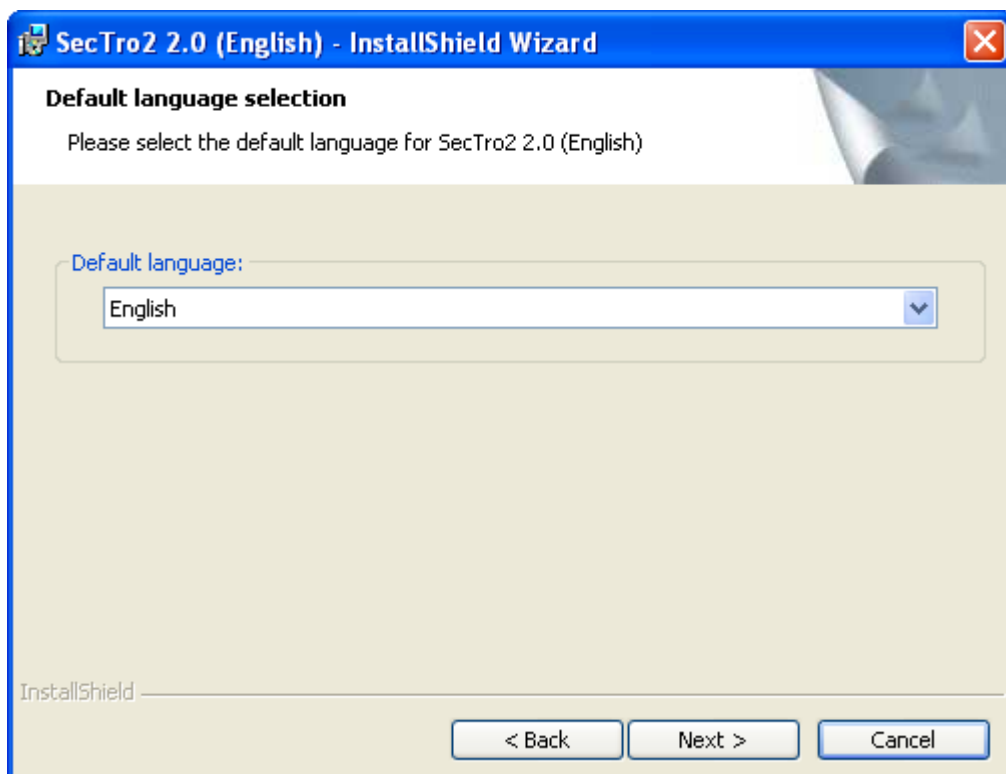 SecTro2 2.0 (English) - InstallShield Wizard
Default language selection
Please select the default language for SecTro2 2.0 (English)
Default language:
English
InstallShield
< Back Next > Cancel